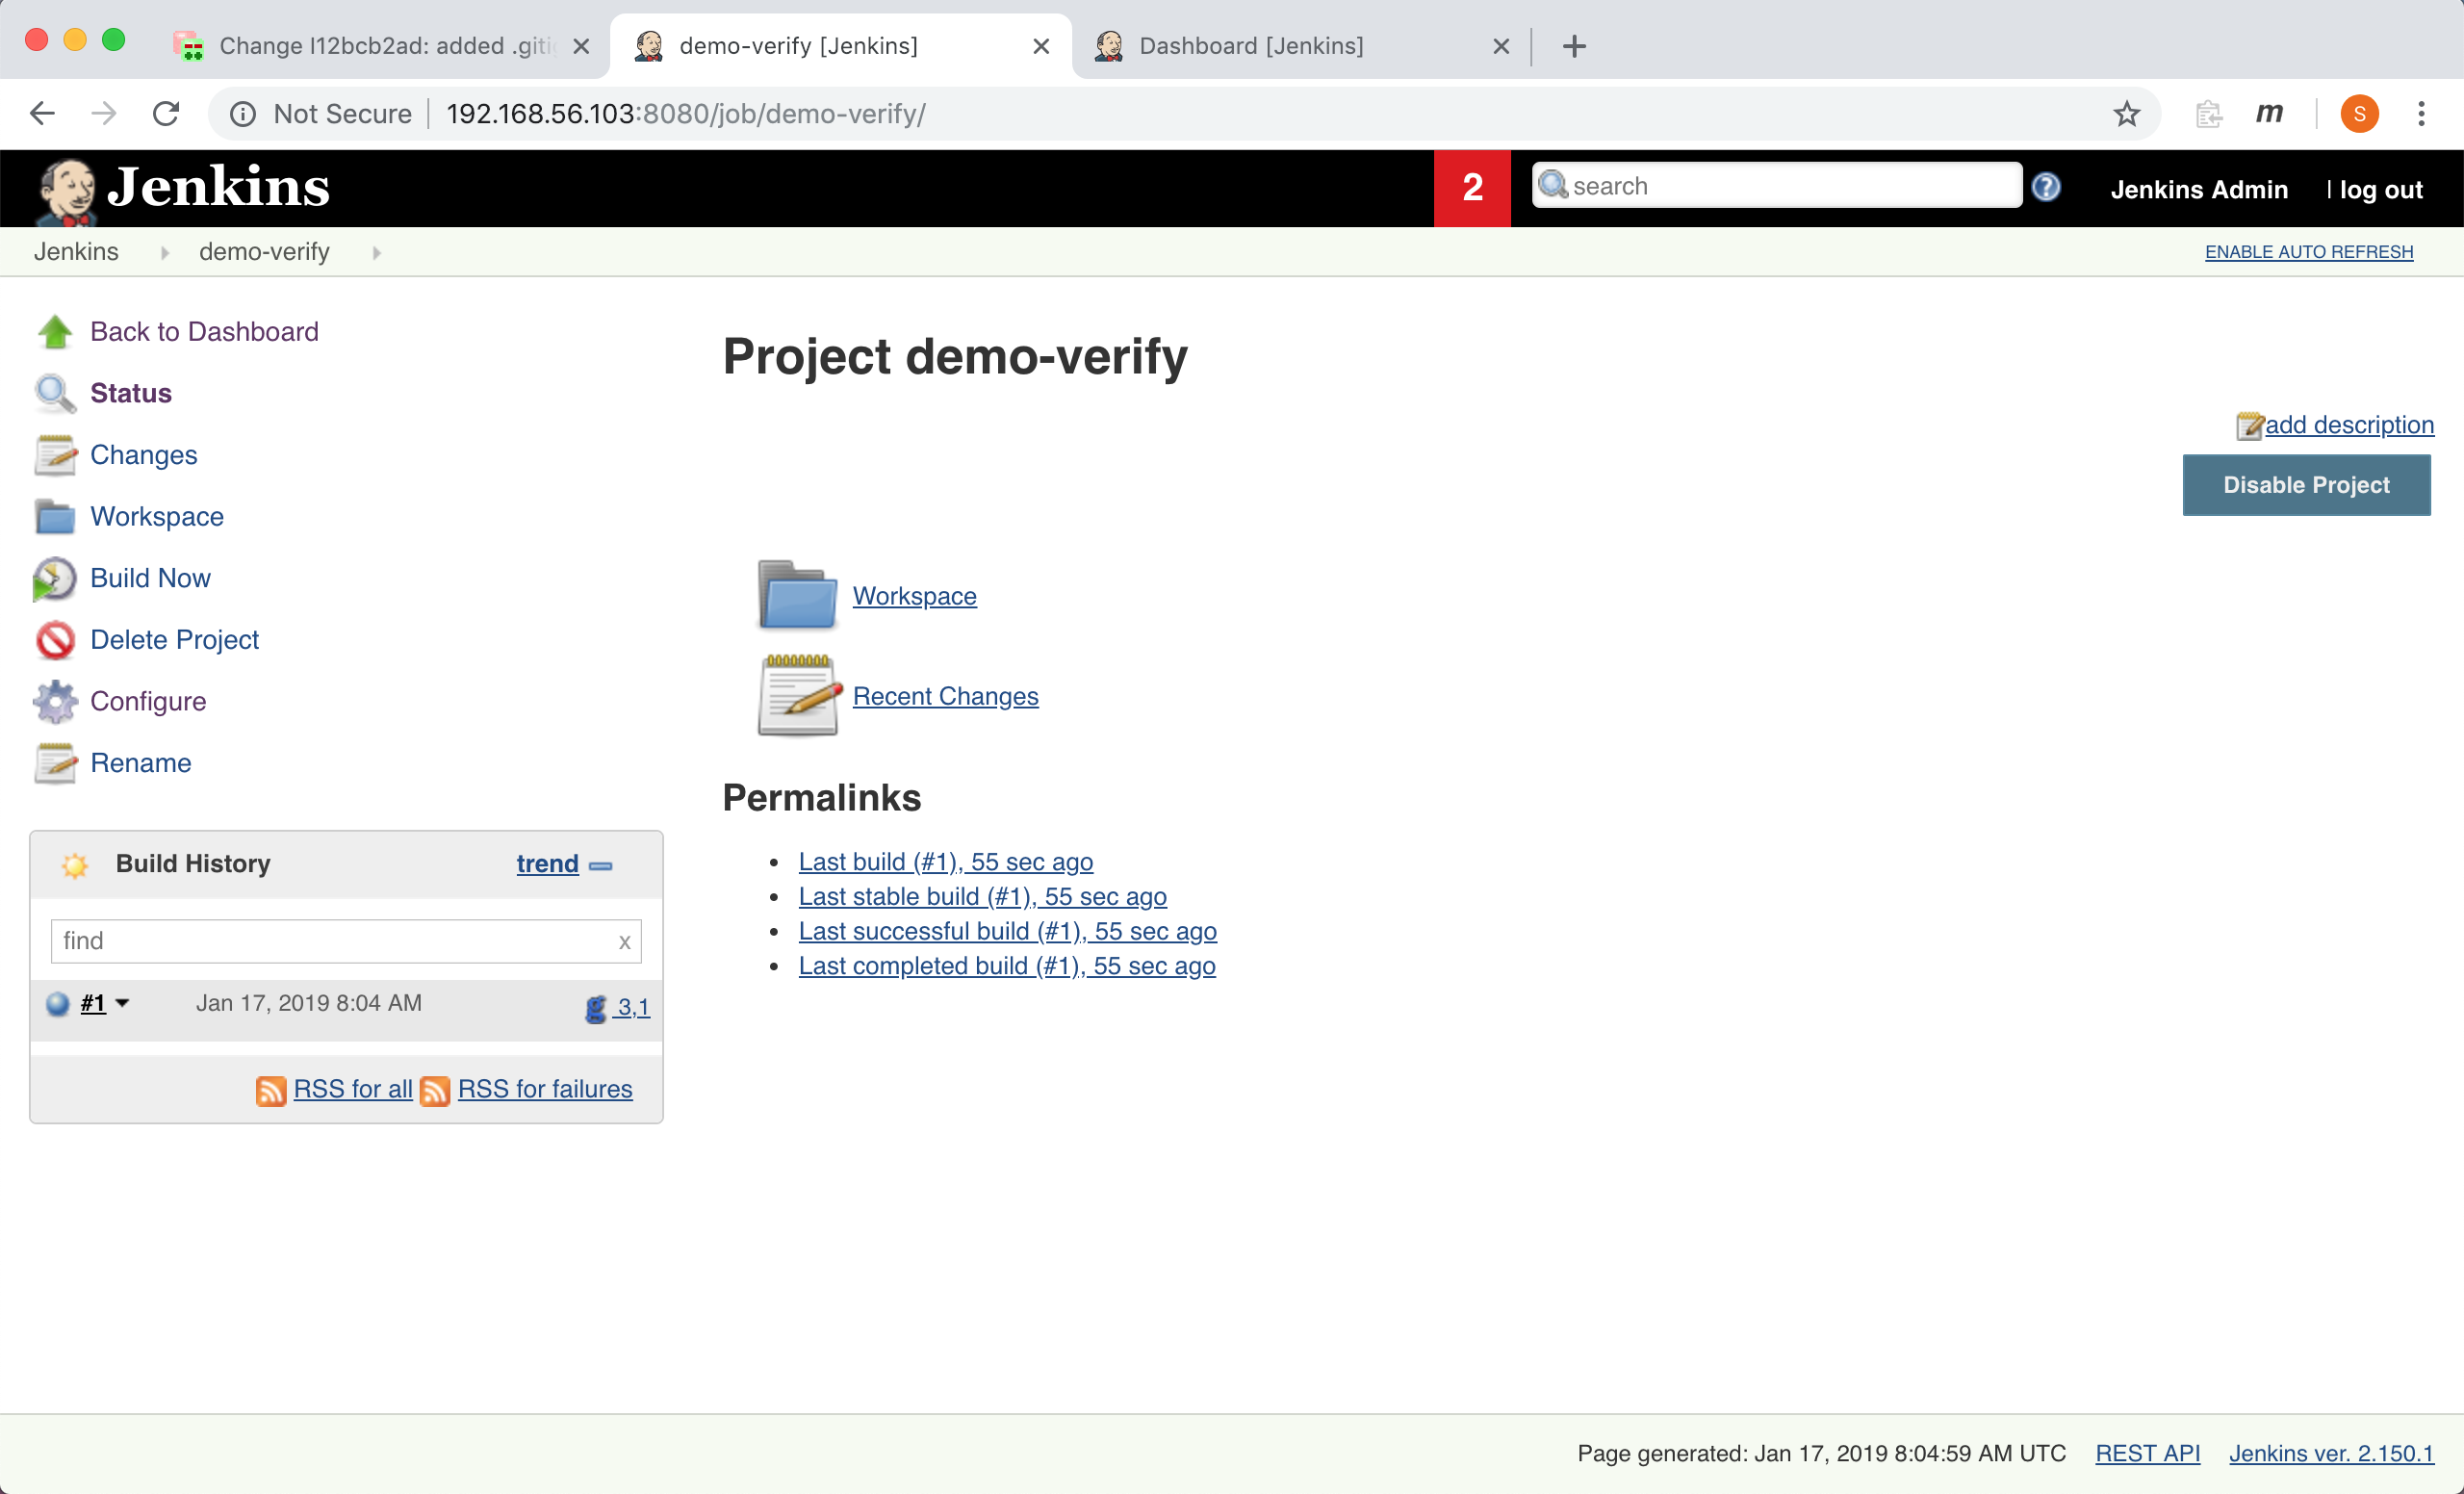 Change I12bcb2ad: added .giti
demo-verify [Jenkins]
Dashboard [Jenkins]
Not Secure
192.168.56.103:8080/job/demo-verify/
m
S
Jenkins
2
search
Jenkins Admin
| log out
Jenkins
demo-verify
ENABLE AUTO REFRESH
Back to Dashboard
Status
Changes
Workspace
Build Now
Delete Project
Configure
Rename
Build History
trend
find
x
#1
Jan 17, 2019 8:04 AM
g 3,1
RSS for all
RSS for failures
Project demo-verify
add description
Disable Project
Workspace
Recent Changes
Permalinks
Last build (#1), 55 sec ago
Last stable build (#1), 55 sec ago
Last successful build (#1), 55 sec ago
Last completed build (#1), 55 sec ago
Page generated: Jan 17, 2019 8:04:59 AM UTC
REST API
Jenkins ver. 2.150.1